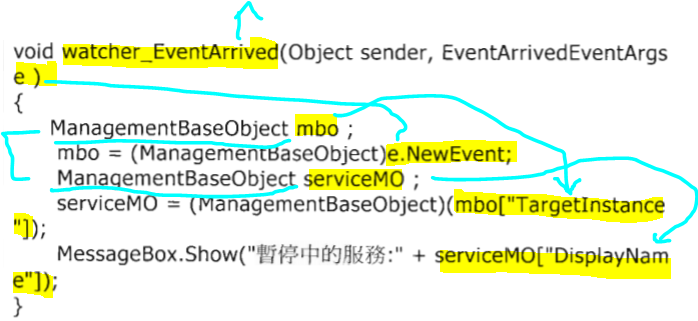 void watcher_EventArrived(Object sender, EventArrivedEventArgs
e )
{
ManagementBaseObject mbo ;
mbo = (ManagementBaseObject)e.NewEvent;
ManagementBaseObject serviceMO ;
serviceMO = (ManagementBaseObject)(mbo["TargetInstance
"]);
MessageBox.Show("暫停中的服務:" + serviceMO["DisplayNam
e"]);
}